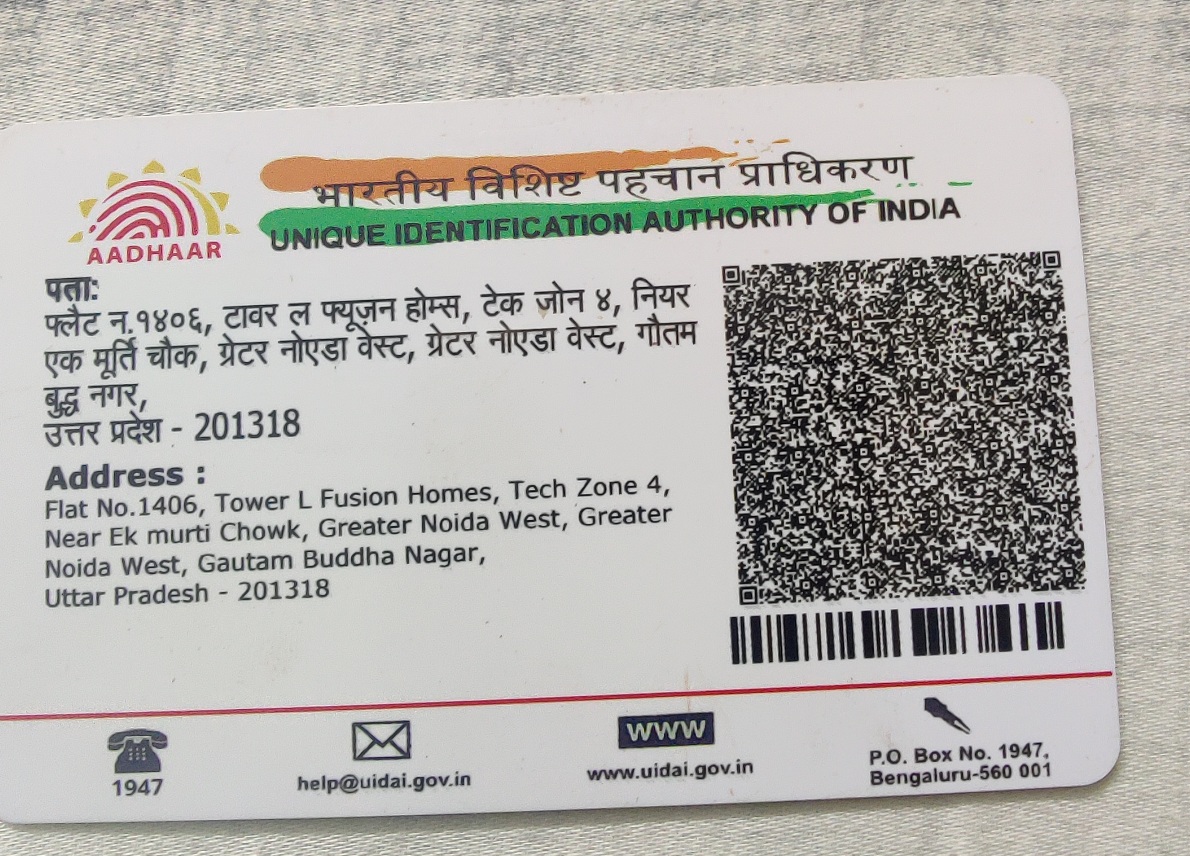 भारतीय विशिष्ट पहचान प्राधिकरण
UNIQUE IDENTIFICATION AUTHORITY OF INDIA
AADHAAR
पता:
फ्लैट न.१४०६, टावर ल फ्यूजन होम्स, टेक ज़ोन ४, नियर
एक मूर्ति चौक, ग्रेटर नोएडा वेस्ट, ग्रेटर नोएडा वेस्ट, गौतम
बुद्ध नगर,
उत्तर प्रदेश - 201318
Address :
Flat No.1406, Tower L Fusion Homes, Tech Zone 4,
Near Ek murti Chowk, Greater Noida West, Greater
Noida West, Gautam Buddha Nagar,
Uttar Pradesh - 201318
1947
help@uidai.gov.in
WWW
www.uidai.gov.in
P.O. Box No. 1947,
Bengaluru-560 001